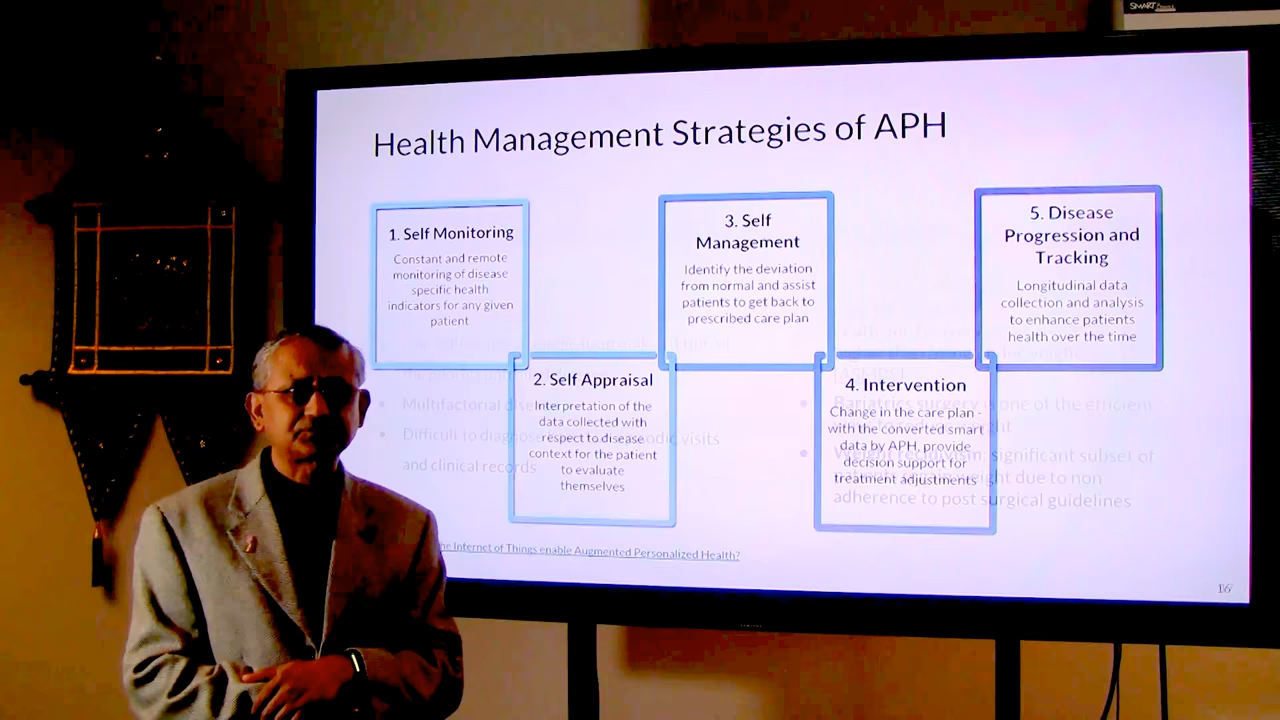 SMART
Health Management Strategies of APH
1. Self Monitoring
Constant and remote
monitoring of disease
specific health
indicators for any given
patient
2. Self Appraisal
Interpretation of the
data collected with
respect to disease
context for the patient
to evaluate
themselves
3. Self
Management
Identify the deviation
from normal and assist
patients to get back to
prescribed care plan
4. Intervention
Change in the care plan -
with the converted smart
data by APH, provide
decision support for
treatment adjustments
5. Disease
Progression and
Tracking
Longitudinal data
collection and analysis
to enhance patients
health over the time
• Multifactorial
• Difficult to diagnose visits
and clinical records
• Bariatrics surgery is one of the efficient
significant subset of
due to non
adherence to post surgical guidelines
Internet of Things enable Augmented Personalized Health?
16